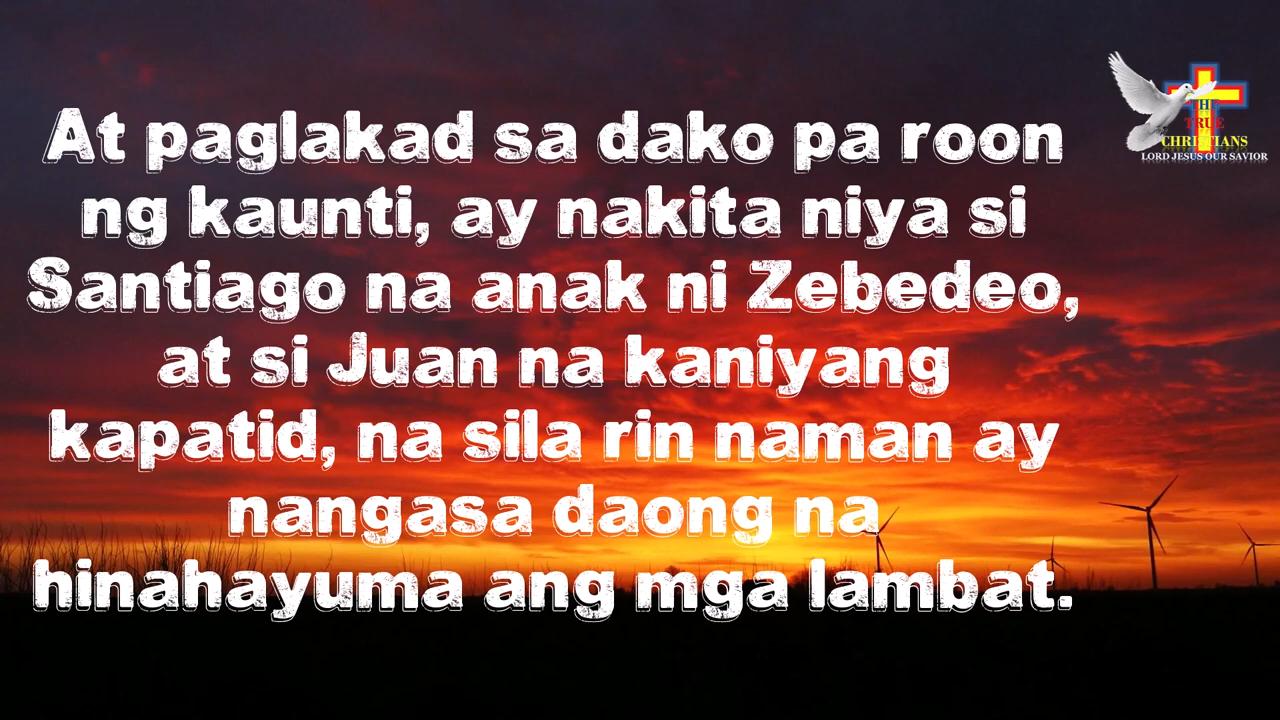 At paglakad sa dako pa roon
ng kaunti, ay nakita niya si
Santiago na anak ni Zebedeo,
at si Juan na kaniyang
kapatid, na sila rin naman ay
nangasa daong na
hinahayuma ang mga lambat.
THE
TRUE
CHRISTIANS
LORD JESUS OUR SAVIOR